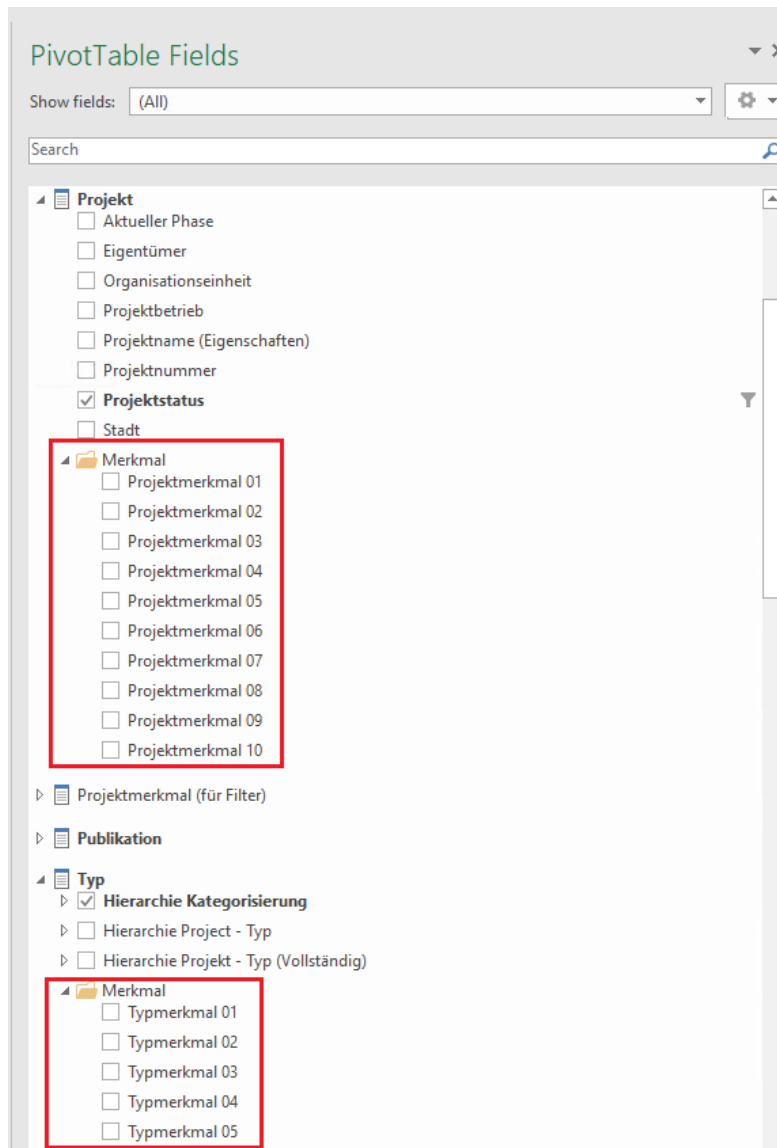 PivotTable Fields
Show fields: (All)
Search
Projekt
Aktueller Phase
Eigentümer
Organisationseinheit
Projektbetrieb
Projektname (Eigenschaften)
Projektnummer
Projektstatus
Stadt
Merkmal
Projektmerkmal 01
Projektmerkmal 02
Projektmerkmal 03
Projektmerkmal 04
Projektmerkmal 05
Projektmerkmal 06
Projektmerkmal 07
Projektmerkmal 08
Projektmerkmal 09
Projektmerkmal 10
Projektmerkmal (für Filter)
Publikation
Typ
Hierarchie Kategorisierung
Hierarchie Project - Typ
Hierarchie Projekt - Typ (Vollständig)
Merkmal
Typmerkmal 01
Typmerkmal 02
Typmerkmal 03
Typmerkmal 04
Typmerkmal 05